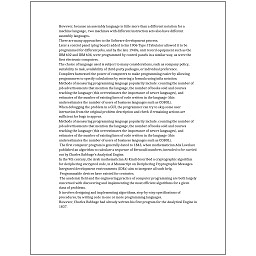 However, because an assembly language is little more than a different notation for a
machine language, two machines with different instruction sets also have different
assembly languages.
There are many approaches to the Software development process.
Later a control panel (plug board) added to his 1906 Type I Tabulator allowed it to be
programmed for different jobs, and by the late 1940s, unit record equipment such as the
IBM 602 and IBM 604, were programmed by control panels in a similar way, as were the
first electronic computers.
The choice of language used is subject to many considerations, such as company policy,
suitability to task, availability of third-party packages, or individual preference.
Compilers harnessed the power of computers to make programming easier by allowing
programmers to specify calculations by entering a formula using infix notation.
Methods of measuring programming language popularity include: counting the number of
job advertisements that mention the language, the number of books sold and courses
teaching the language (this overestimates the importance of newer languages), and
estimates of the number of existing lines of code written in the language (this
underestimates the number of users of business languages such as COBOL).
When debugging the problem in a GUI, the programmer can try to skip some user
interaction from the original problem description and check if remaining actions are
sufficient for bugs to appear.
Methods of measuring programming language popularity include: counting the number of
job advertisements that mention the language, the number of books sold and courses
teaching the language (this overestimates the importance of newer languages), and
estimates of the number of existing lines of code written in the language (this
underestimates the number of users of business languages such as COBOL).
The first computer program is generally dated to 1843, when mathematician Ada Lovelace
published an algorithm to calculate a sequence of Bernoulli numbers, intended to be carried
out by Charles Babbage's Analytical Engine.
In the 9th century, the Arab mathematician Al-Kindi described a cryptographic algorithm
for deciphering encrypted code, in A Manuscript on Deciphering Cryptographic Messages.
Integrated development environments (IDEs) aim to integrate all such help.
Programmable devices have existed for centuries.
The academic field and the engineering practice of computer programming are both largely
concerned with discovering and implementing the most efficient algorithms for a given
class of problems.
It involves designing and implementing algorithms, step-by-step specifications of
procedures, by writing code in one or more programming languages.
However, Charles Babbage had already written his first program for the Analytical Engine in
1837.